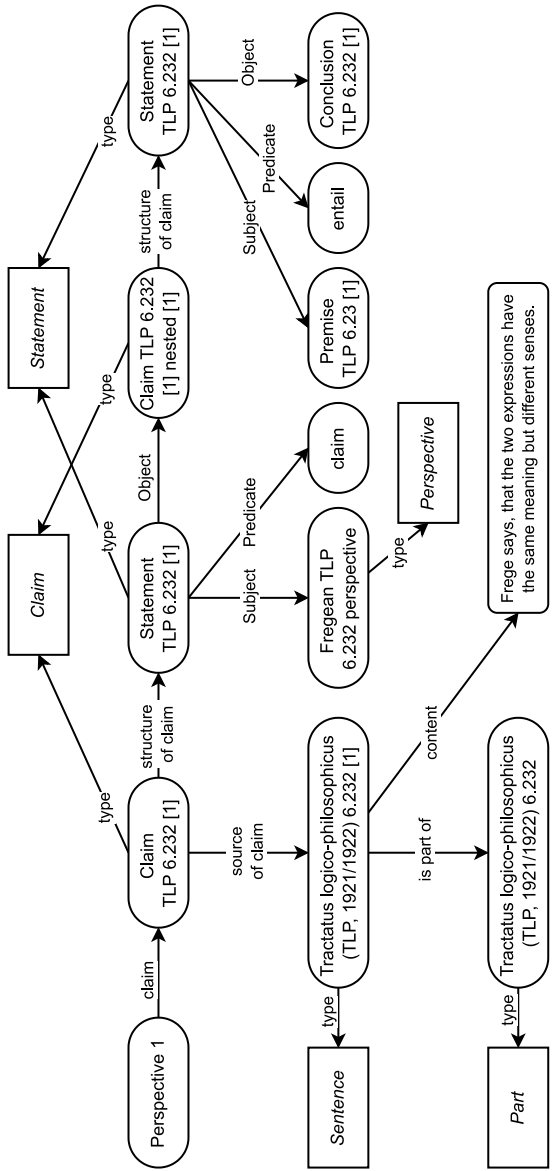 Claim
Statement
type
type
type
type
Perspective 1
claim
Claim
TLP 6.232 [1]
structure
of claim
Statement
TLP 6.232 [1]
Object
Claim TLP 6.232
[1] nested [1]
structure
of claim
Statement
TLP 6.232 [1]
source
of claim
Subject
Predicate
Subject
Predicate
Object
Sentence
type
Tractatus logico-philosophicus
(TLP, 1921/1922) 6.232 [1]
Fregean TLP
6.232 perspective
claim
Premise
TLP 6.23 [1]
entail
Conclusion
TLP 6.232 [1]
is part of
content
type
Perspective
Part
type
Tractatus logico-philosophicus
(TLP, 1921/1922) 6.232
Frege says, that the two expressions have
the same meaning but different senses.